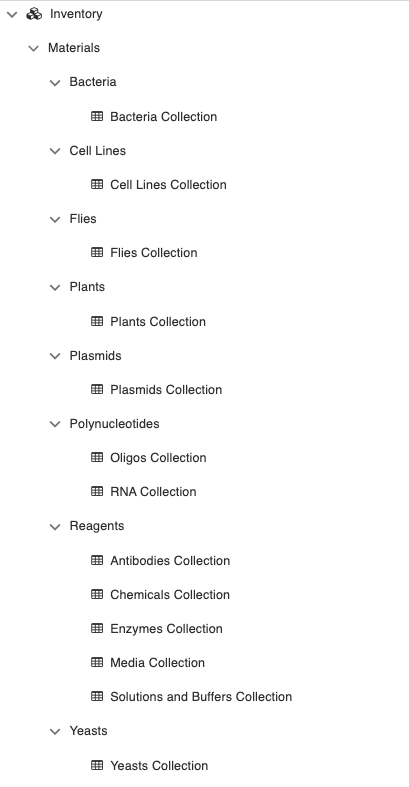 Inventory
Materials
Bacteria
Bacteria Collection
Cell Lines
Cell Lines Collection
Flies
Flies Collection
Plants
Plants Collection
Plasmids
Plasmids Collection
Polynucleotides
Oligos Collection
RNA Collection
Reagents
Antibodies Collection
Chemicals Collection
Enzymes Collection
Media Collection
Solutions and Buffers Collection
Yeasts
Yeasts Collection